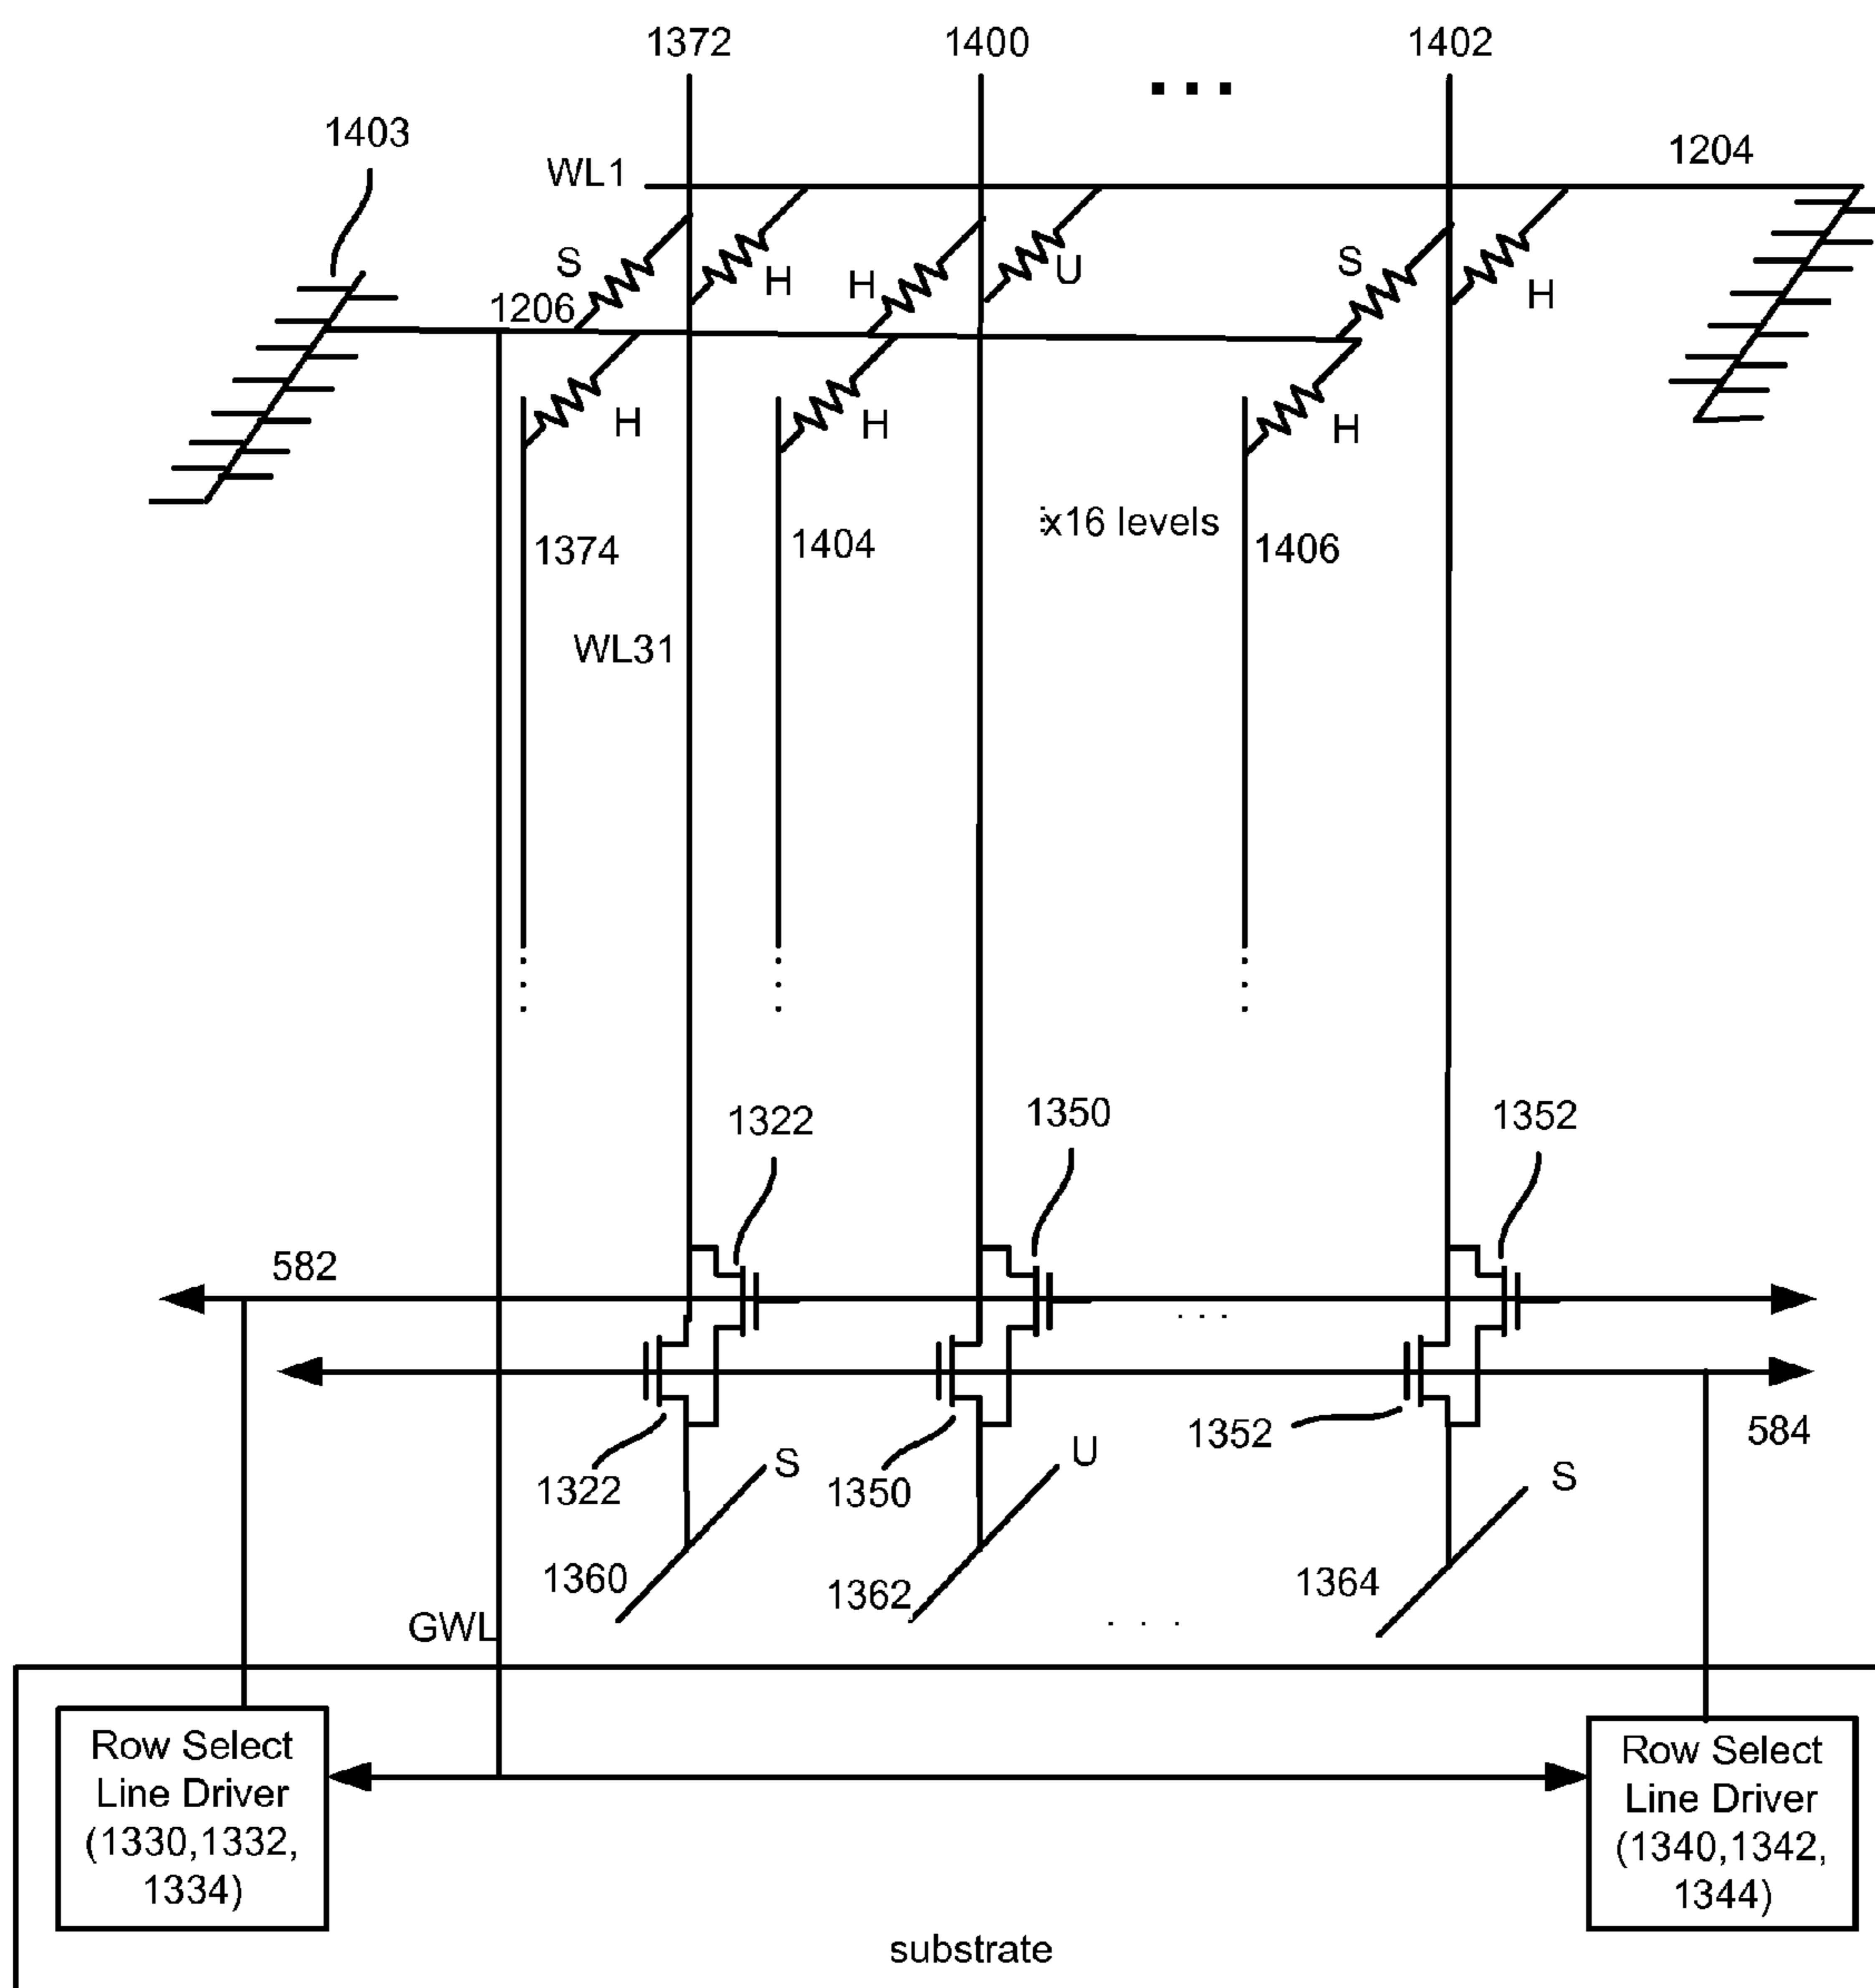 1372
1400
1402
...
1403
WL1
1204
S
H
H
U
S
H
1206
H
H
H
x16 levels
1374
1404
1406
WL31
1322
1350
1352
582
...
1322
1350
1352
584
S
U
S
1360
1362
1364
...
GWL
Row Select
Line Driver
(1330,1332,
1334)
Row Select
Line Driver
(1340,1342,
1344)
substrate